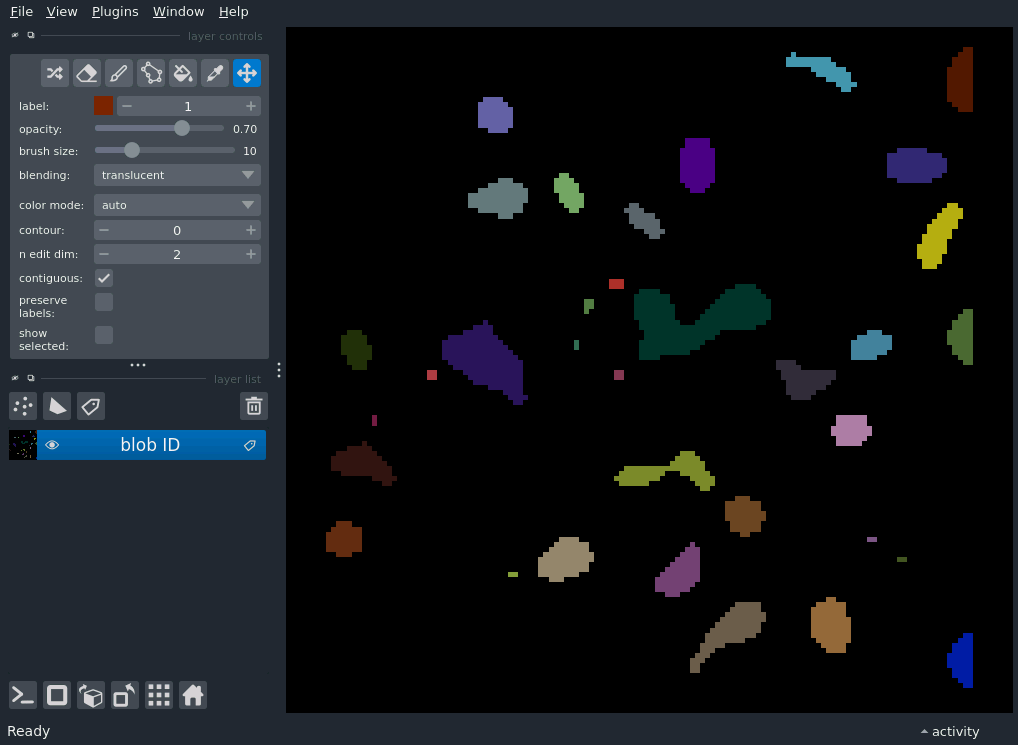 File View Plugins Window Help
layer controls
label: 1
opacity: 0.70
brush size: 10
blending: translucent
color mode: auto
contour: 0
n edit dim: 2
contiguous:
preserve
labels:
show
selected:
layer list
blob ID
Ready
activity